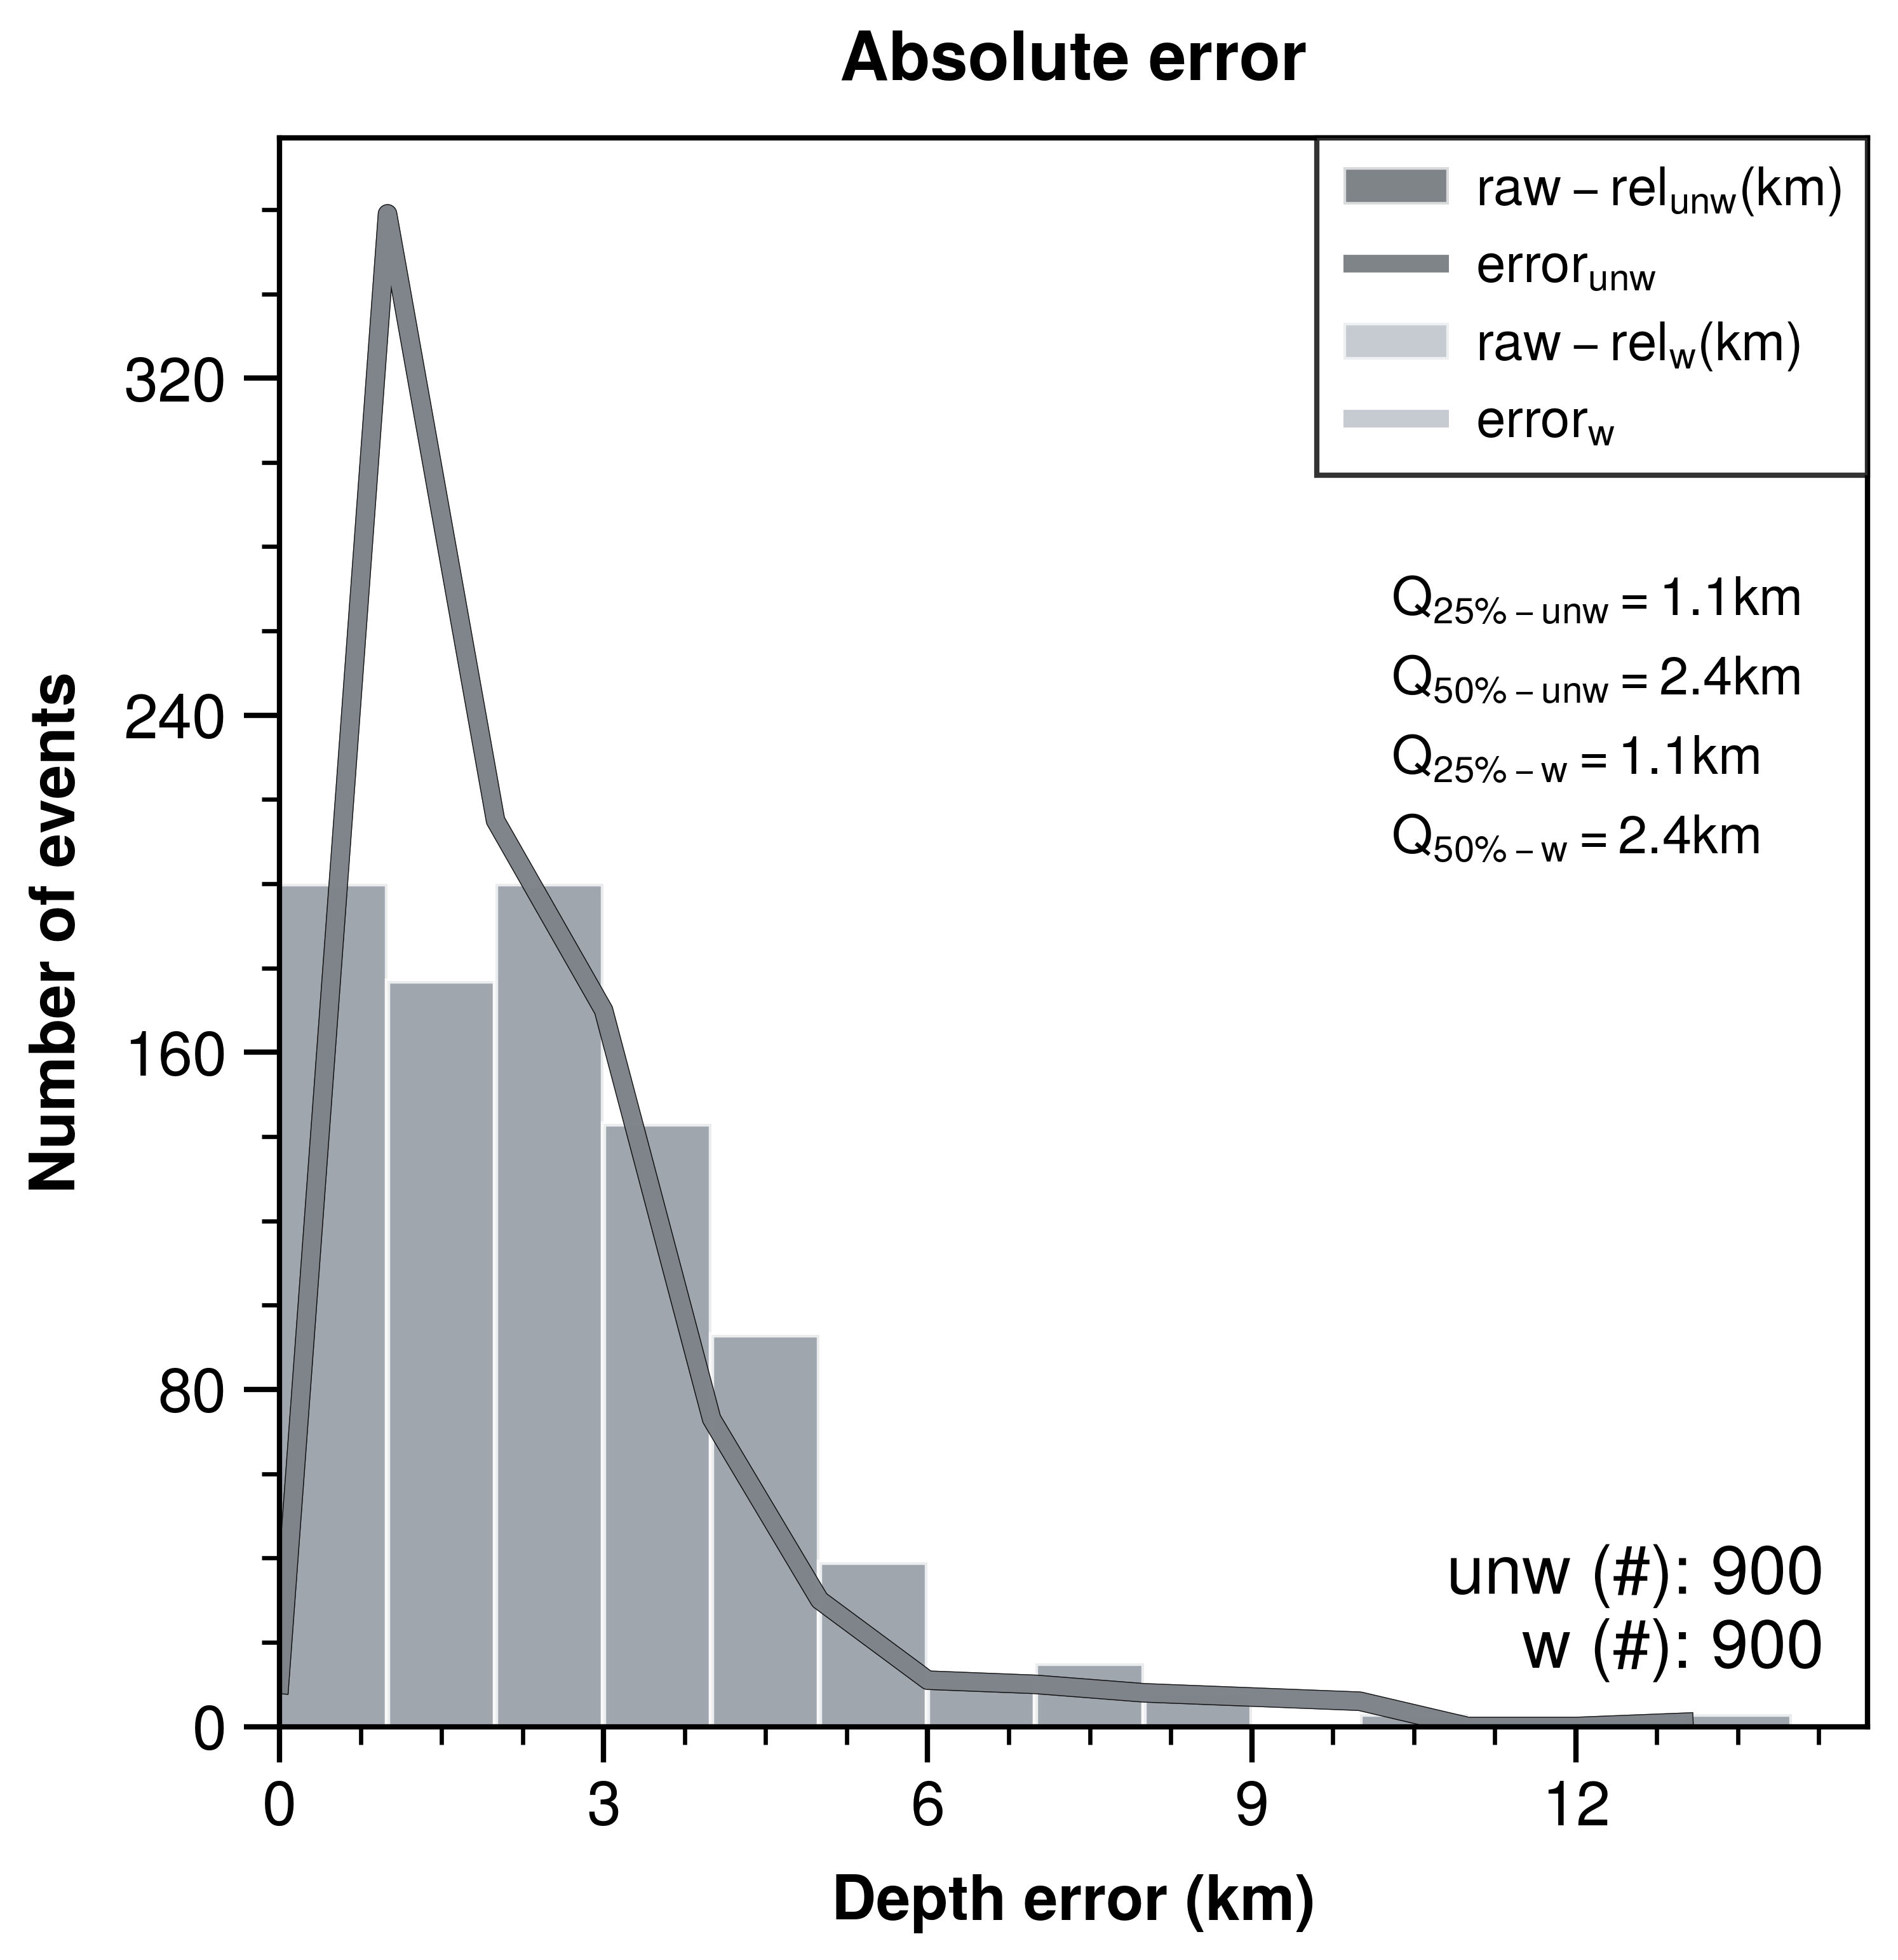 Absolute error
raw – rel_unw(km)
error_unw
raw – rel_w(km)
error_w
Q_25% – unw = 1.1km
Q_50% – unw = 2.4km
Q_25% – w = 1.1km
Q_50% – w = 2.4km
Number of events
320
240
160
80
0
unw (#): 900
w (#): 900
0 3 6 9 12
Depth error (km)